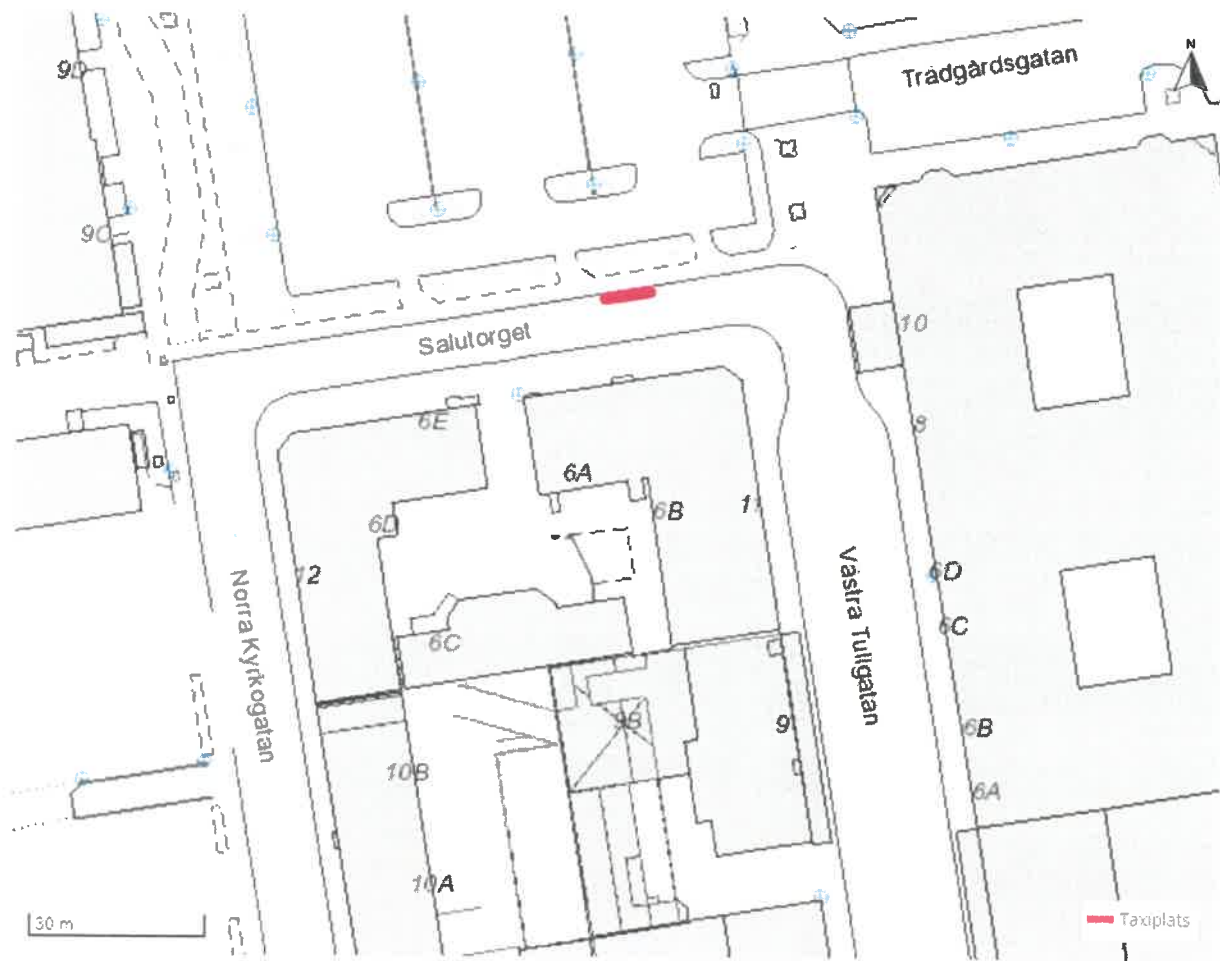 9D
Trädgårdsgatan
N
9C
10
Salutorget
6E
8
6A
6B
11
6D
12
6D
Västra Tullgatan
Norra Kyrkogatan
6C
6C
9B
9
6B
10B
6A
10A
30 m
Taxiplats